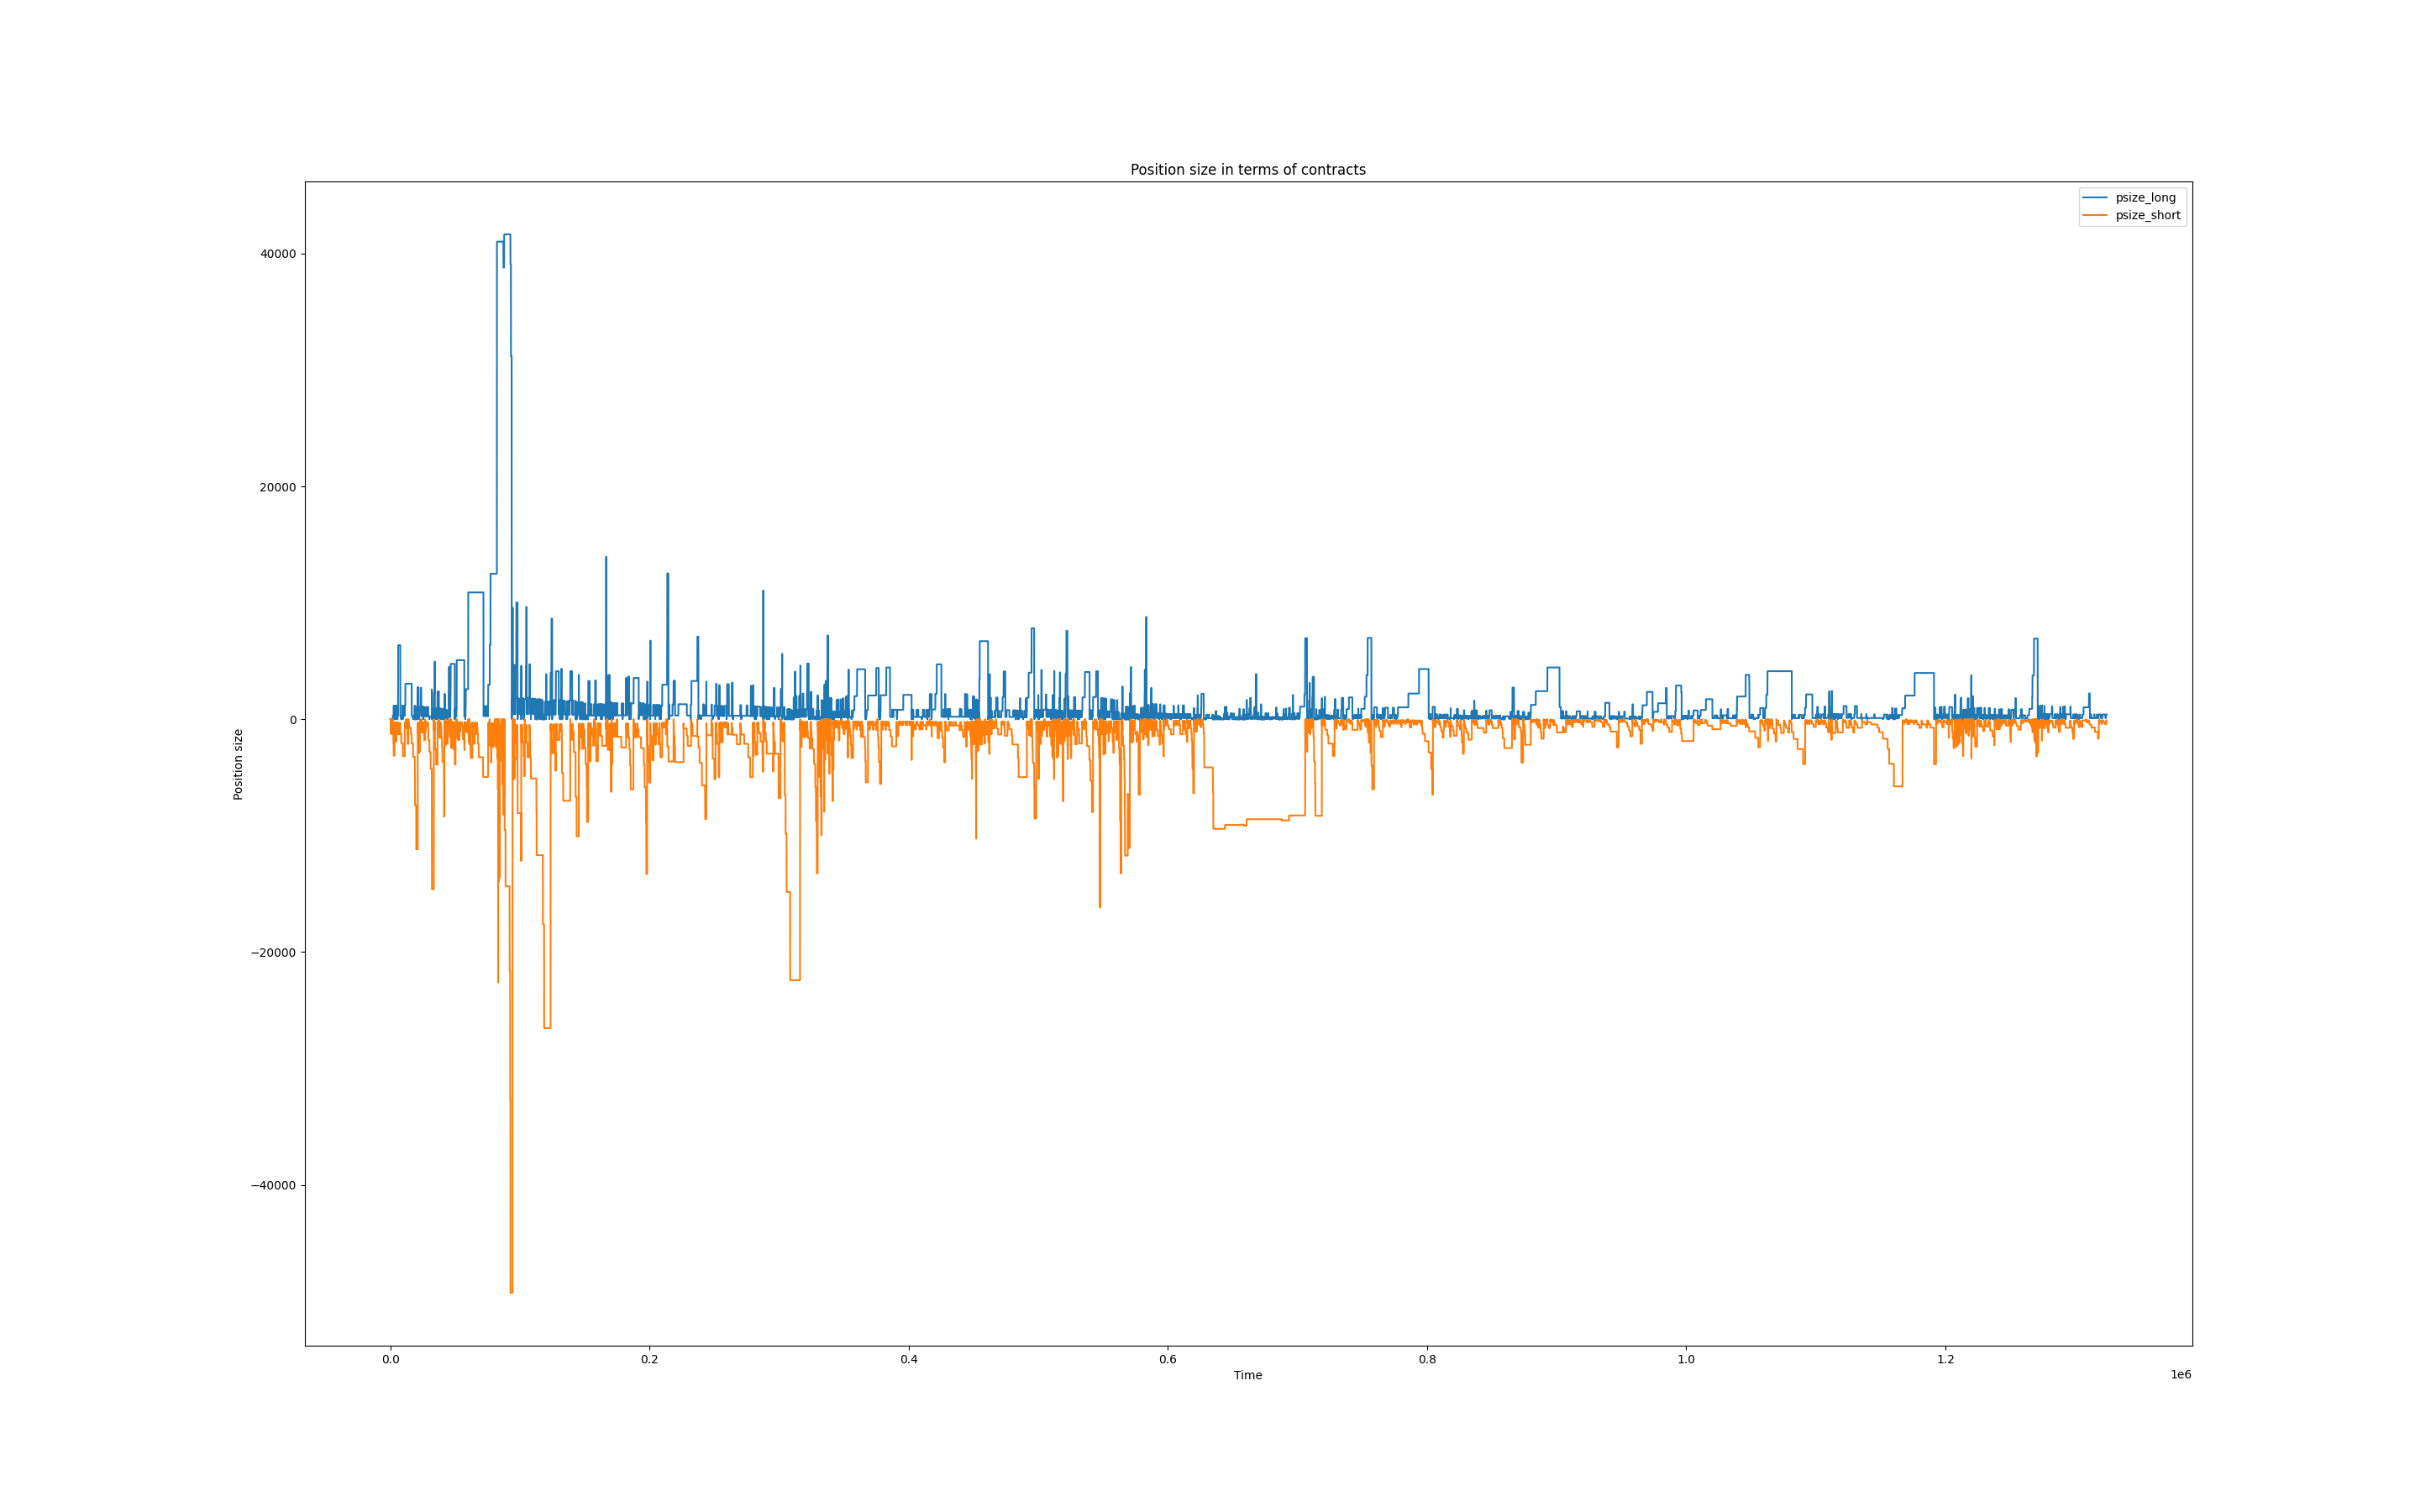 Position size in terms of contracts
psize_long
psize_short
40000
20000
0
−20000
−40000
Position size
0.0 0.2 0.4 0.6 0.8 1.0 1.2
Time
1e6